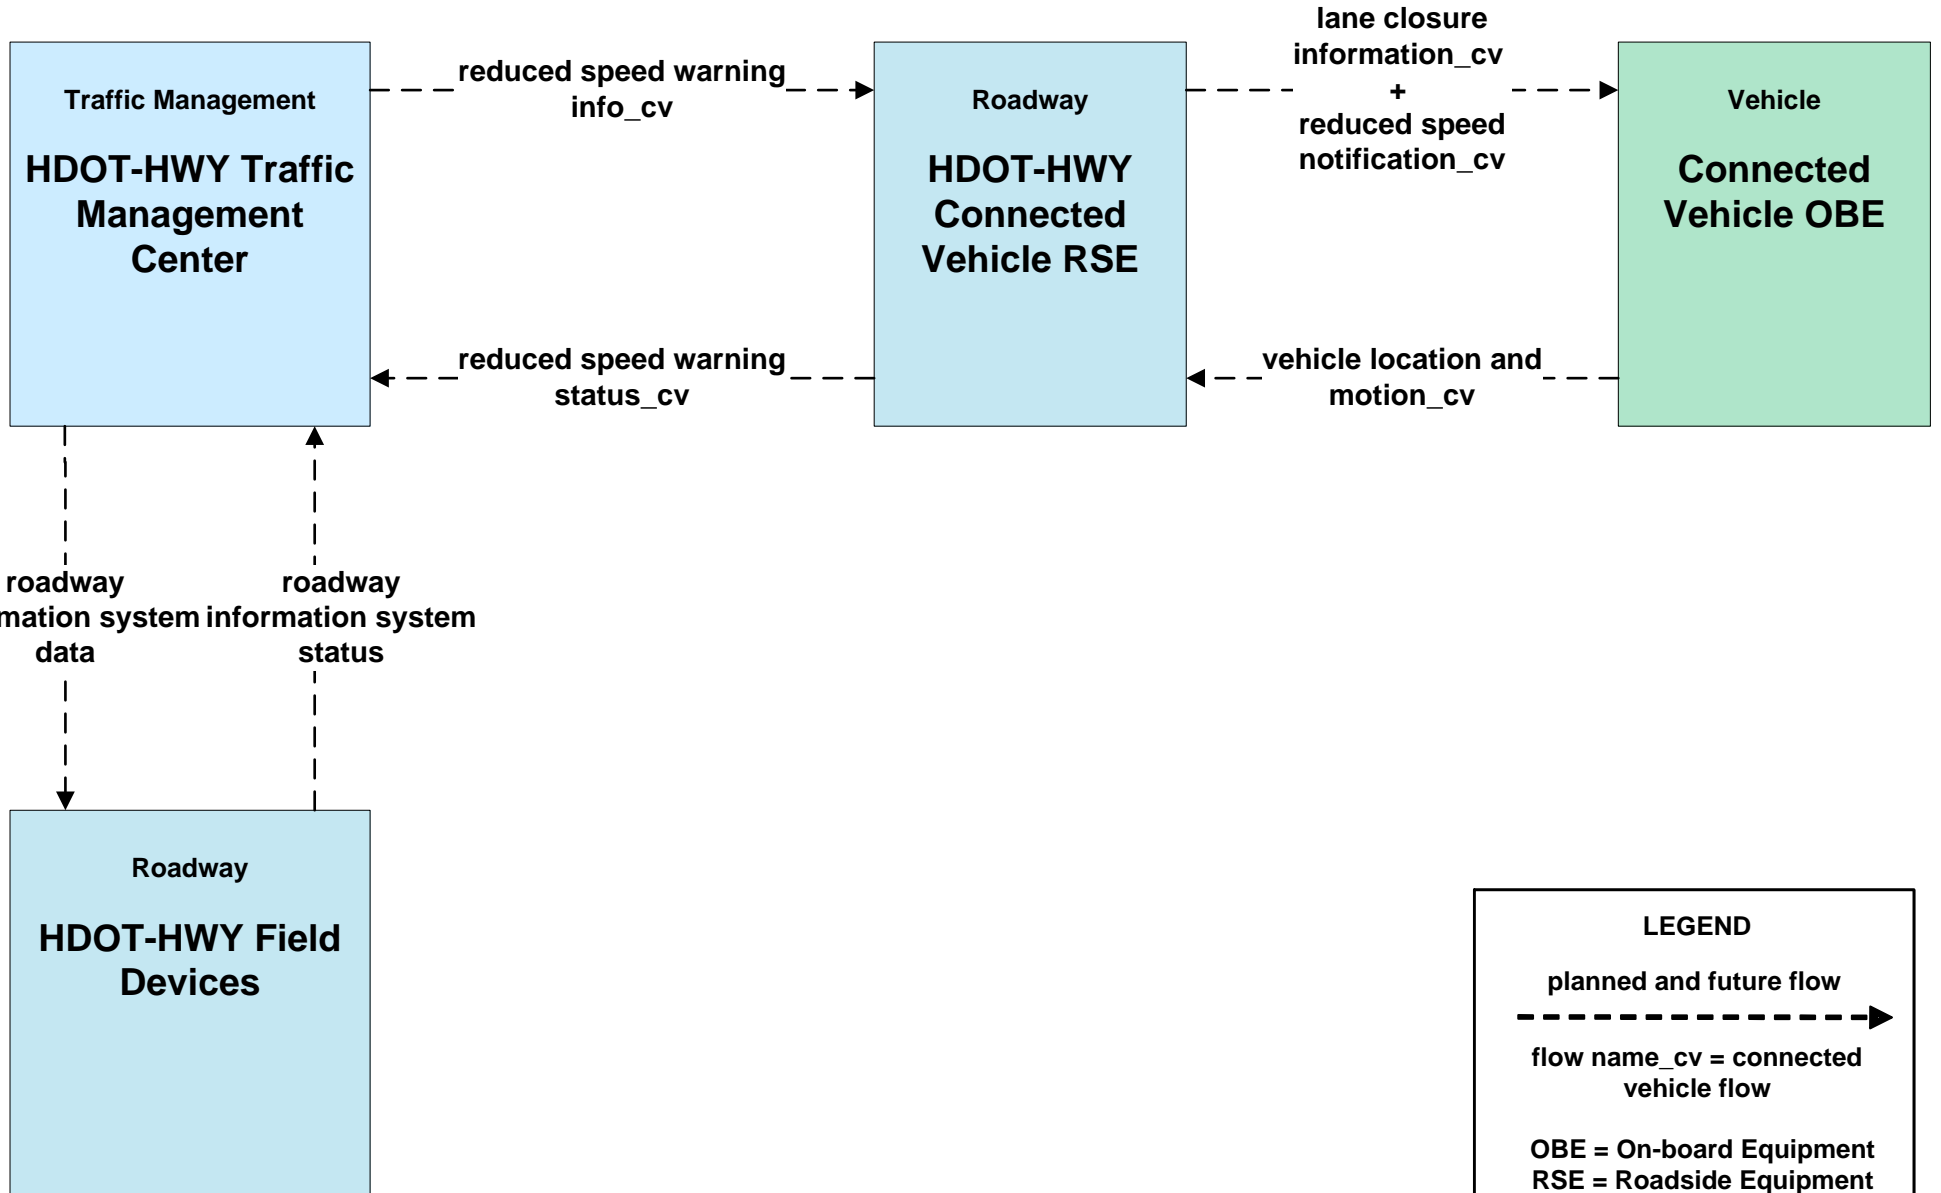 Traffic Management
HDOT-HWY Traffic
Management
Center
reduced speed warning
info_cv
Roadway
HDOT-HWY
Connected
Vehicle RSE
lane closure
information_cv
+
reduced speed
notification_cv
Vehicle
Connected
Vehicle OBE
reduced speed warning
status_cv
vehicle location and
motion_cv
roadway
mation system
data
roadway
information system
status
Roadway
HDOT-HWY Field
Devices
LEGEND
planned and future flow
flow name_cv = connected
vehicle flow
OBE = On-board Equipment
RSE = Roadside Equipment